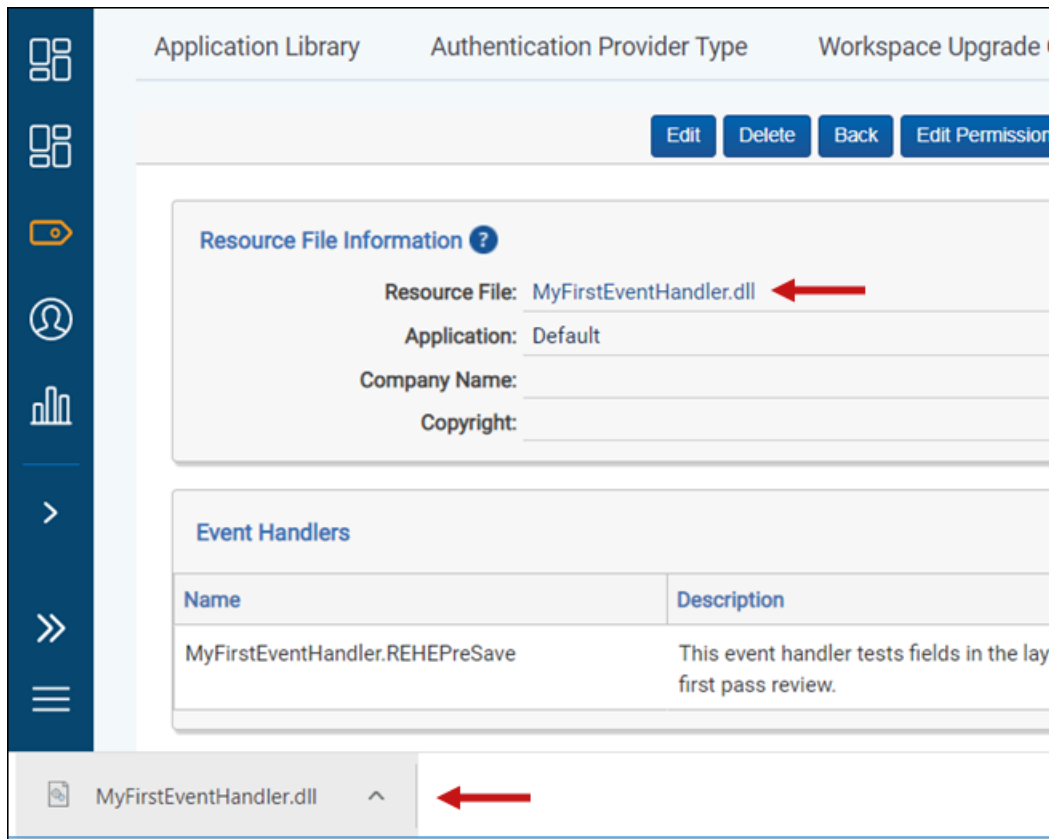 Application Library Authentication Provider Type Workspace Upgrade
Edit Delete Back Edit Permission
Resource File Information ?
Resource File: MyFirstEventHandler.dll
Application: Default
Company Name:
Copyright:
Event Handlers
Name Description
MyFirstEventHandler.REHEPreSave This event handler tests fields in the lay
first pass review.
MyFirstEventHandler.dll